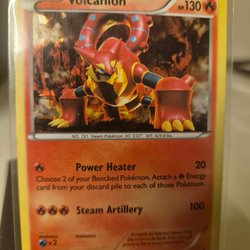 Volcanion HP130
NO. 721 Steam Pokémon HT: 5'07" WT: 429.9 lbs.
Power Heater 20
Choose 2 of your Benched Pokémon. Attach a Energy
card from your discard pile to each of those Pokémon.
Steam Artillery 100
weakness
×2
resistance